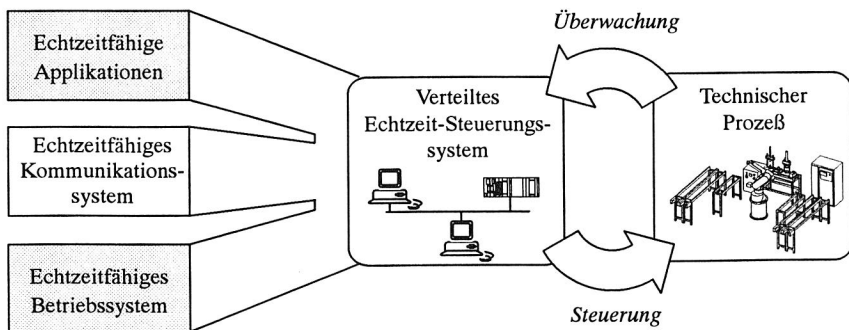 Echtzeitfähige
Applikationen
Echtzeitfähiges
Kommunikations-
system
Echtzeitfähiges
Betriebssystem
Verteiltes
Echtzeit-Steuerungs-
system
Überwachung
Steuerung
Technischer
Prozeß